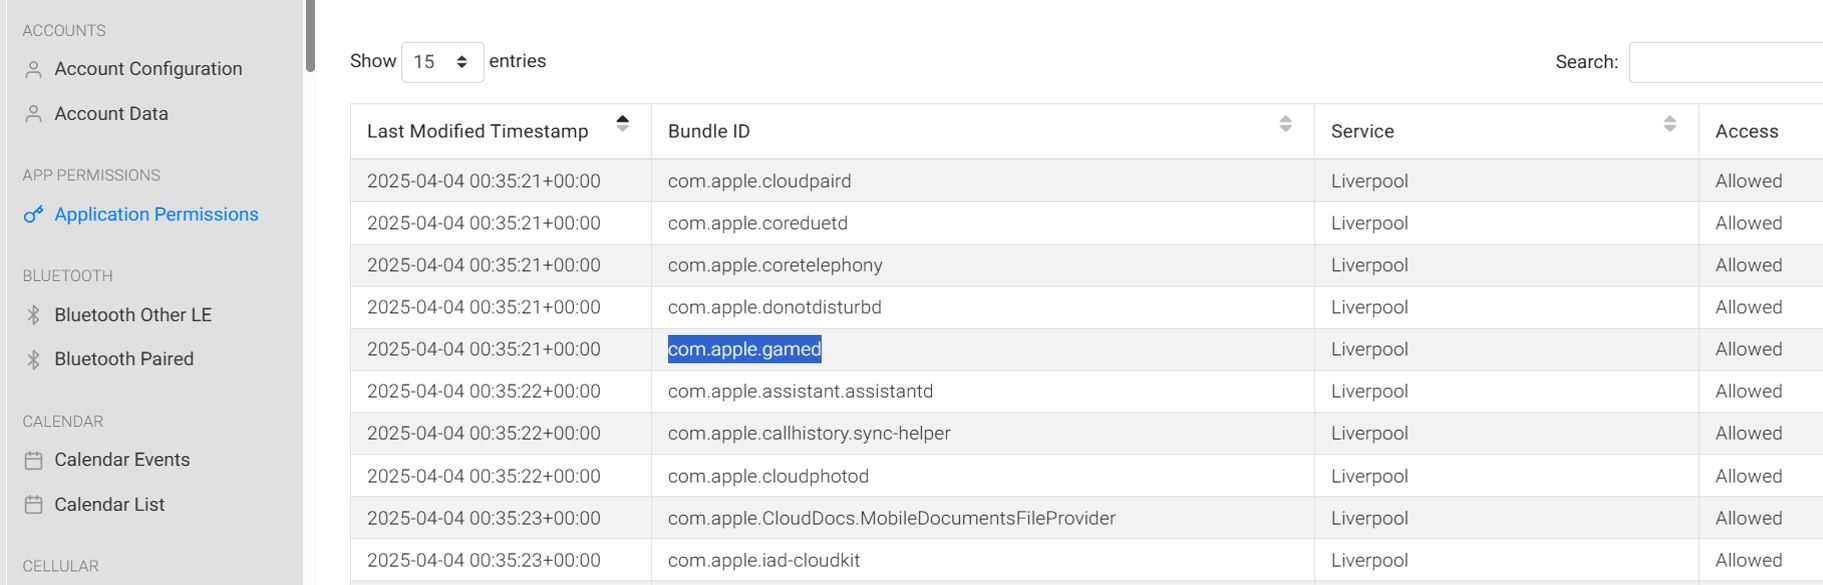 ACCOUNTS
Account Configuration
Account Data
APP PERMISSIONS
Application Permissions
BLUETOOTH
Bluetooth Other LE
Bluetooth Paired
CALENDAR
Calendar Events
Calendar List
CELLULAR
Show 15 entries
Search:
Last Modified Timestamp Bundle ID Service Access
2025-04-04 00:35:21+00:00 com.apple.cloudpaird Liverpool Allowed
2025-04-04 00:35:21+00:00 com.apple.coreduetd Liverpool Allowed
2025-04-04 00:35:21+00:00 com.apple.coretelephony Liverpool Allowed
2025-04-04 00:35:21+00:00 com.apple.donotdisturbd Liverpool Allowed
2025-04-04 00:35:21+00:00 com.apple.gamed Liverpool Allowed
2025-04-04 00:35:22+00:00 com.apple.assistant.assistantd Liverpool Allowed
2025-04-04 00:35:22+00:00 com.apple.callhistory.sync-helper Liverpool Allowed
2025-04-04 00:35:22+00:00 com.apple.cloudphotod Liverpool Allowed
2025-04-04 00:35:23+00:00 com.apple.CloudDocs.MobileDocumentsFileProvider Liverpool Allowed
2025-04-04 00:35:23+00:00 com.apple.iad-cloudkit Liverpool Allowed